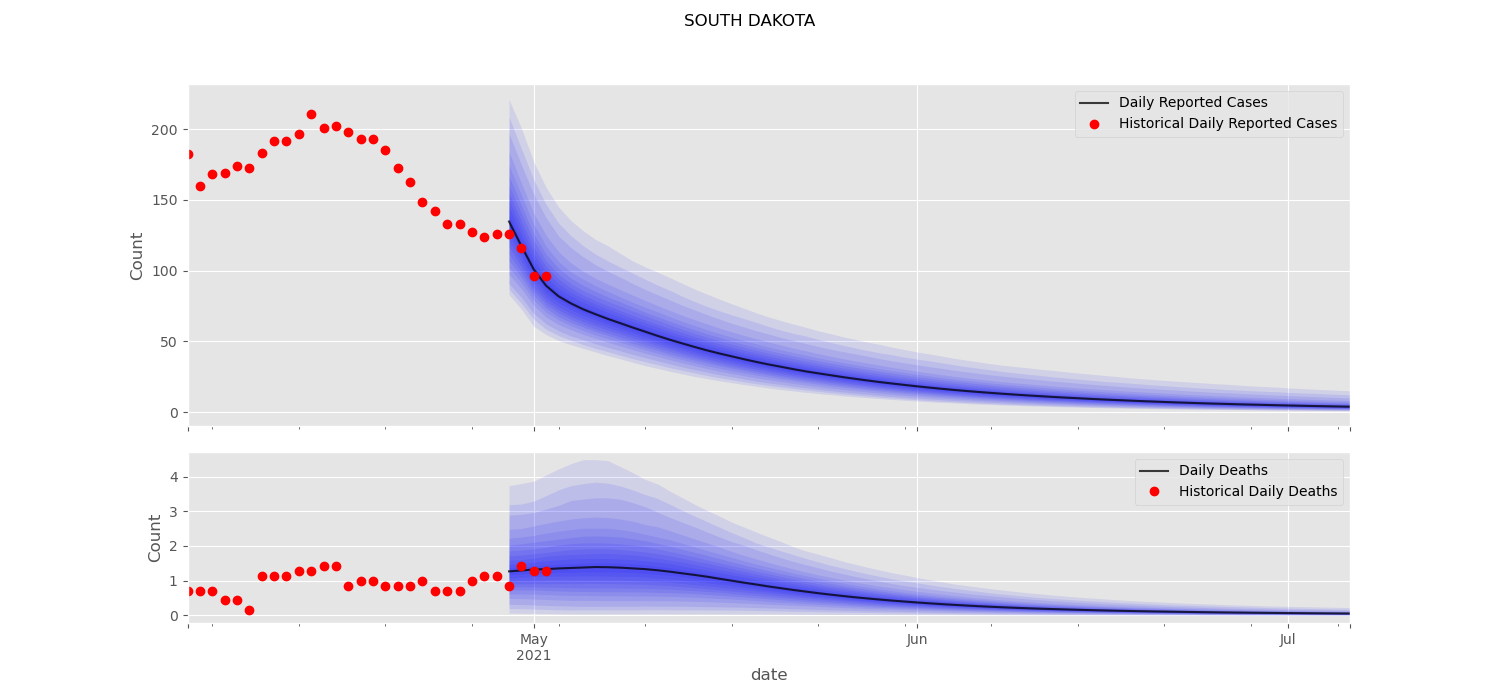 SOUTH DAKOTA
Count
200
150
100
50
0
Daily Reported Cases
Historical Daily Reported Cases
Count
4
3
2
1
0
Daily Deaths
Historical Daily Deaths
May
2021
Jun
Jul
date